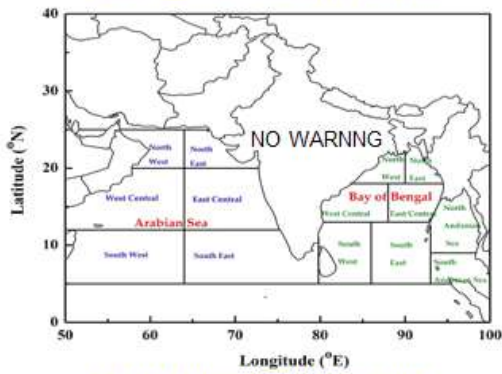 40
30
20
10
0
Latitude (°N)
NO WARNNG
North
West
North
East
West Central
East Central
Arabian Sea
South West
South East
North
West
North
East
Bay of Bengal
West Central
East Central
South
West
South
East
North
Andaman
Sea
South
Andaman Sea
50
60
70
80
90
100
Longitude (°E)